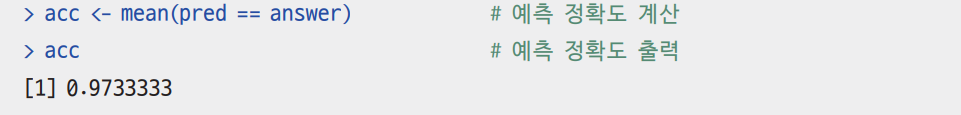 > acc <- mean(pred == answer) # 예측 정확도 계산
> acc # 예측 정확도 출력
[1] 0.9733333